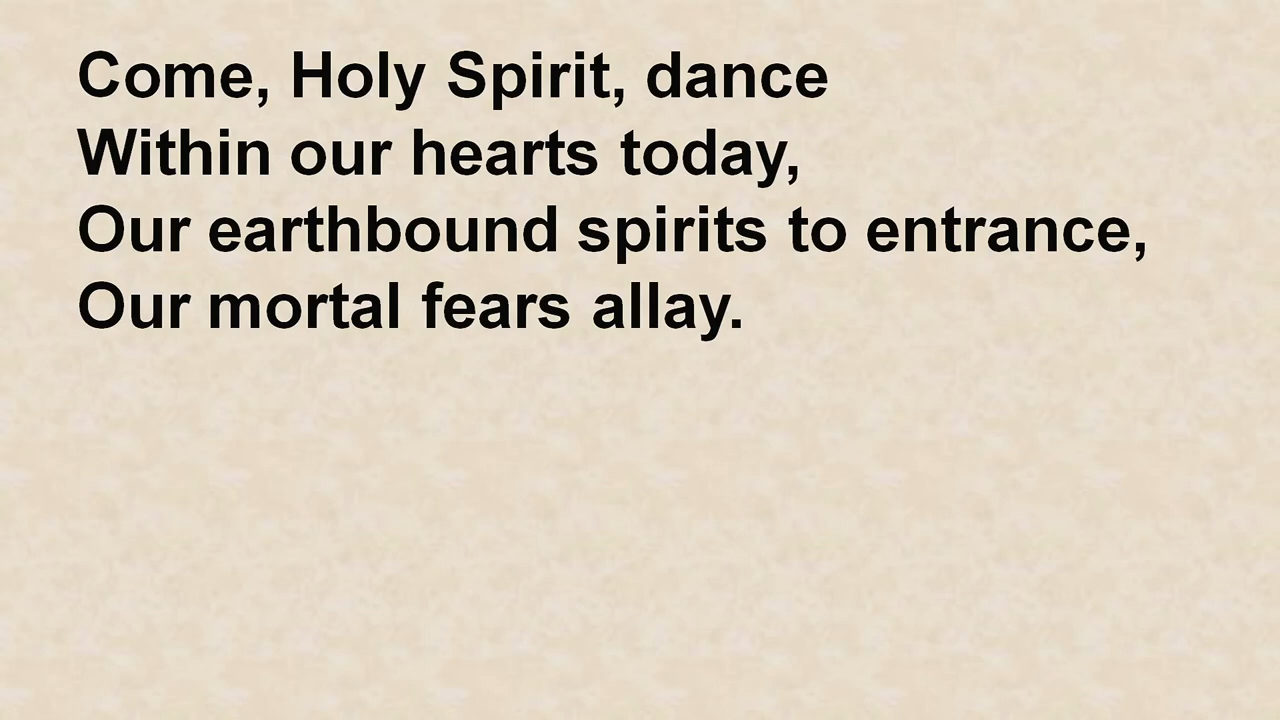 Come, Holy Spirit, dance
Within our hearts today,
Our earthbound spirits to entrance,
Our mortal fears allay.